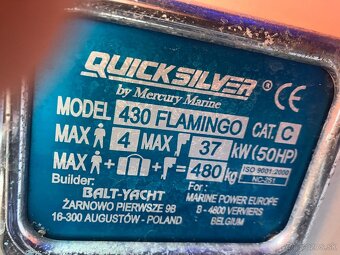 QUICKSILVER ®
by Mercury Marine
CE
MODEL 430 FLAMINGO CAT. C
MAX 4 MAX 37 kW (50HP)
MAX + + = 480 kg
ISO 9001:2000
Builder:
BALT-YACHT
ŻARNOWO PIERWSZE 9B
16-300 AUGUSTÓW - POLAND
For:
MARINE POWER EUROPE
B - 4800 VERVIERS
BELGIUM